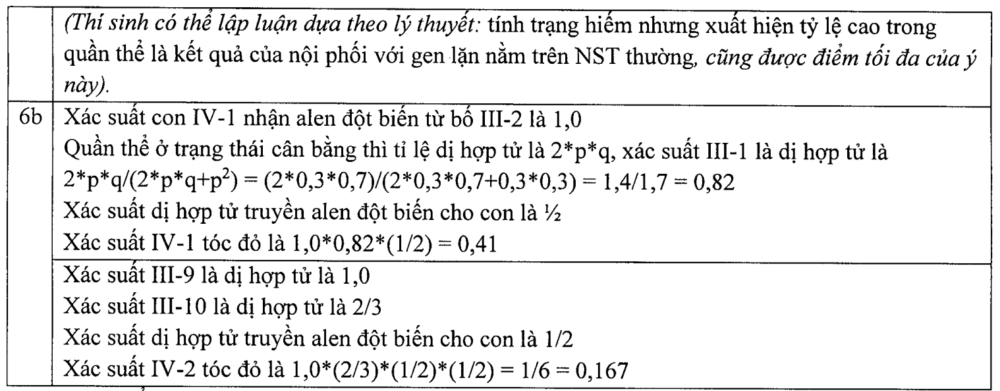 (Thí sinh có thể lập luận dựa theo lý thuyết: tính trạng hiếm nhưng xuất hiện tỷ lệ cao trong
quần thể là kết quả của nội phối với gen lặn nằm trên NST thường, cũng được điểm tối đa của ý
này).
6b Xác suất con IV-1 nhận alen đột biến từ bố III-2 là 1,0
Quần thể ở trạng thái cân bằng thì tỉ lệ dị hợp tử là 2*p*q, xác suất III-1 là dị hợp tử là
2*p*q/(2*p*q+p²) = (2*0,3*0,7)/(2*0,3*0,7+0,3*0,3) = 1,4/1,7 = 0,82
Xác suất dị hợp tử truyền alen đột biến cho con là ½
Xác suất IV-1 tóc đỏ là 1,0*0,82*(1/2) = 0,41
Xác suất III-9 là dị hợp tử là 1,0
Xác suất III-10 là dị hợp tử là 2/3
Xác suất dị hợp tử truyền alen đột biến cho con là 1/2
Xác suất IV-2 tóc đỏ là 1,0*(2/3)*(1/2)*(1/2) = 1/6 = 0,167